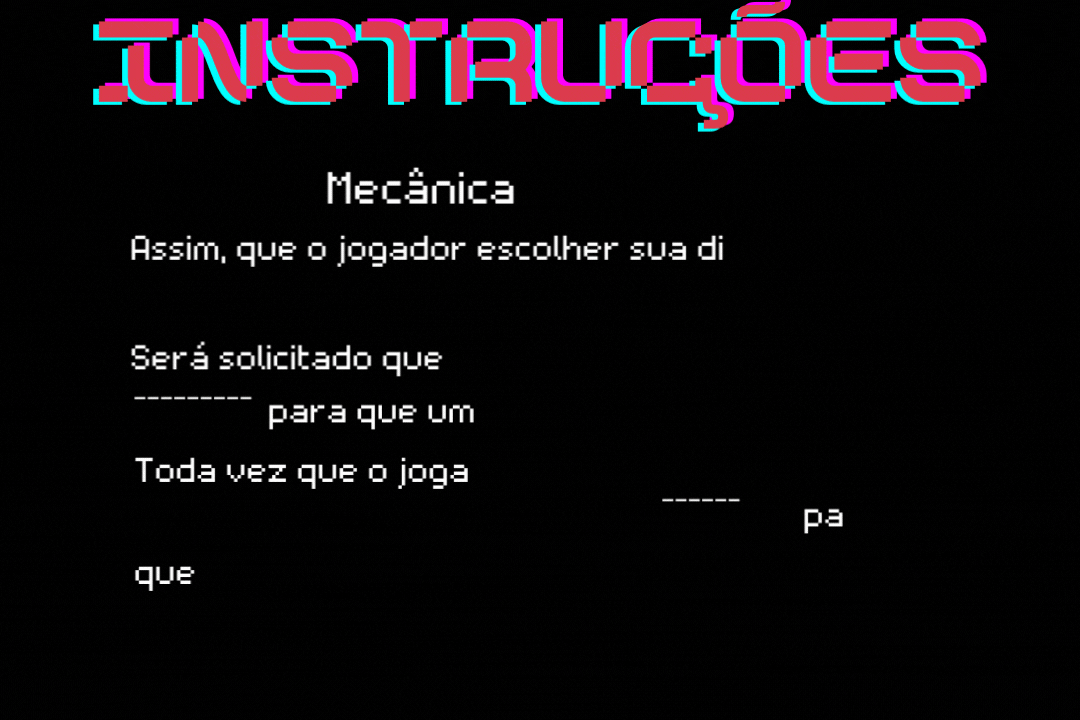 INSTRUÇÕES
Mecânica
Assim, que o jogador escolher sua di
Será solicitado que
--------- para que um
Toda vez que o joga
------ pa
que